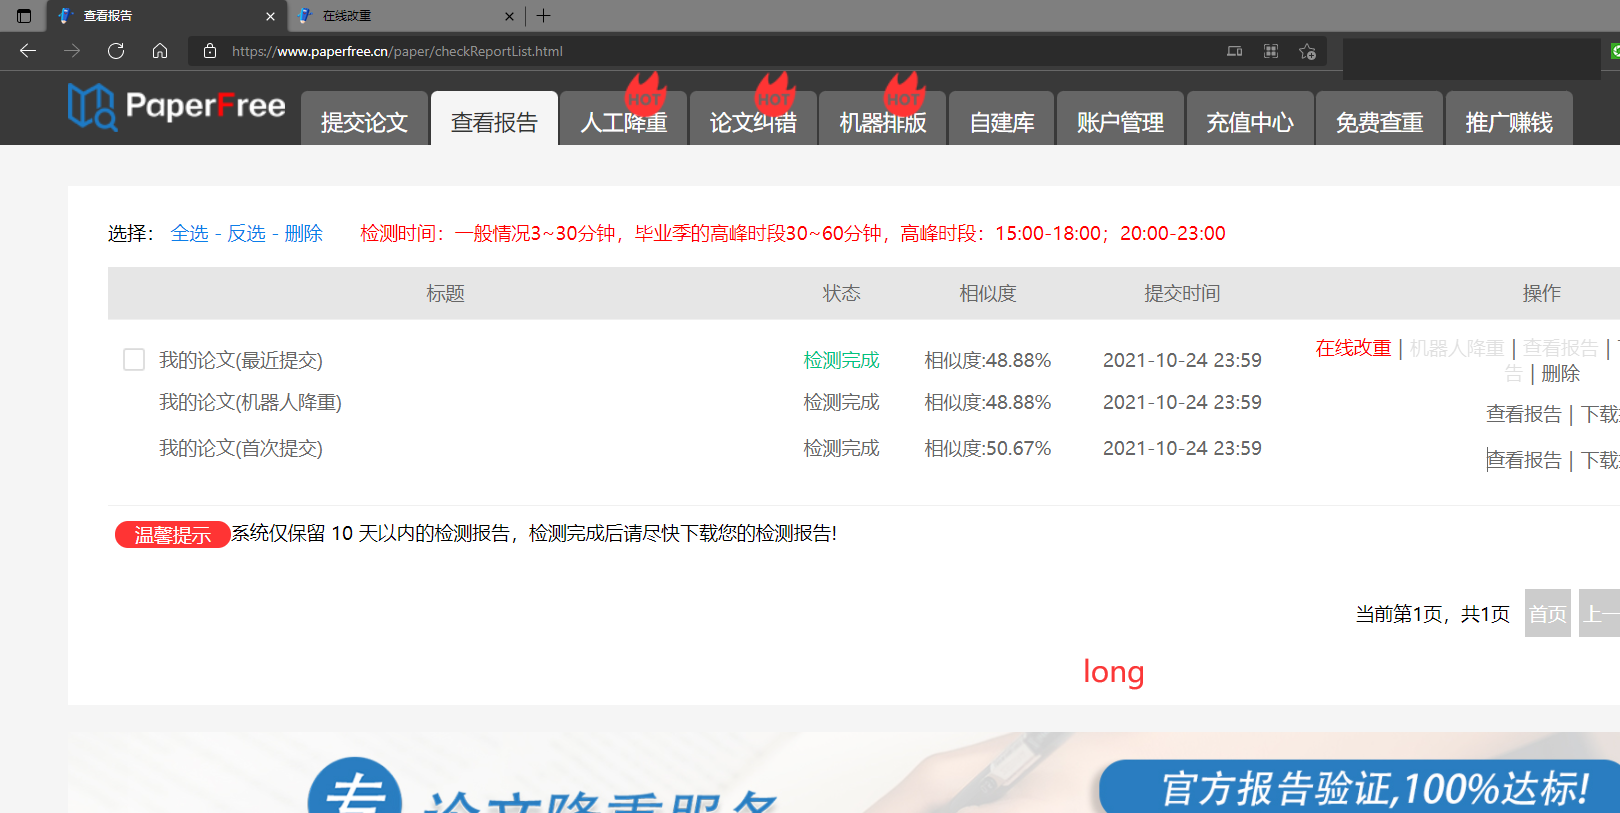 查看报告
在线改重
https://www.paperfree.cn/paper/checkReportList.html
PaperFree
提交论文 查看报告 人工降重 论文纠错 机器排版 自建库 账户管理 充值中心 免费查重 推广赚钱
HOT HOT HOT
选择： 全选 - 反选 - 删除 检测时间：一般情况3~30分钟，毕业季的高峰时段30~60分钟，高峰时段：15:00-18:00；20:00-23:00
标题 状态 相似度 提交时间 操作
我的论文(最近提交) 检测完成 相似度:48.88% 2021-10-24 23:59 在线改重 | 机器人降重 | 查看报告 |
告 | 删除
我的论文(机器人降重) 检测完成 相似度:48.88% 2021-10-24 23:59 查看报告 | 下载
我的论文(首次提交) 检测完成 相似度:50.67% 2021-10-24 23:59 查看报告 | 下载
温馨提示 系统仅保留 10 天以内的检测报告，检测完成后请尽快下载您的检测报告!
当前第1页，共1页 首页 上一
long
专 论文降重服务
官方报告验证,100%达标!